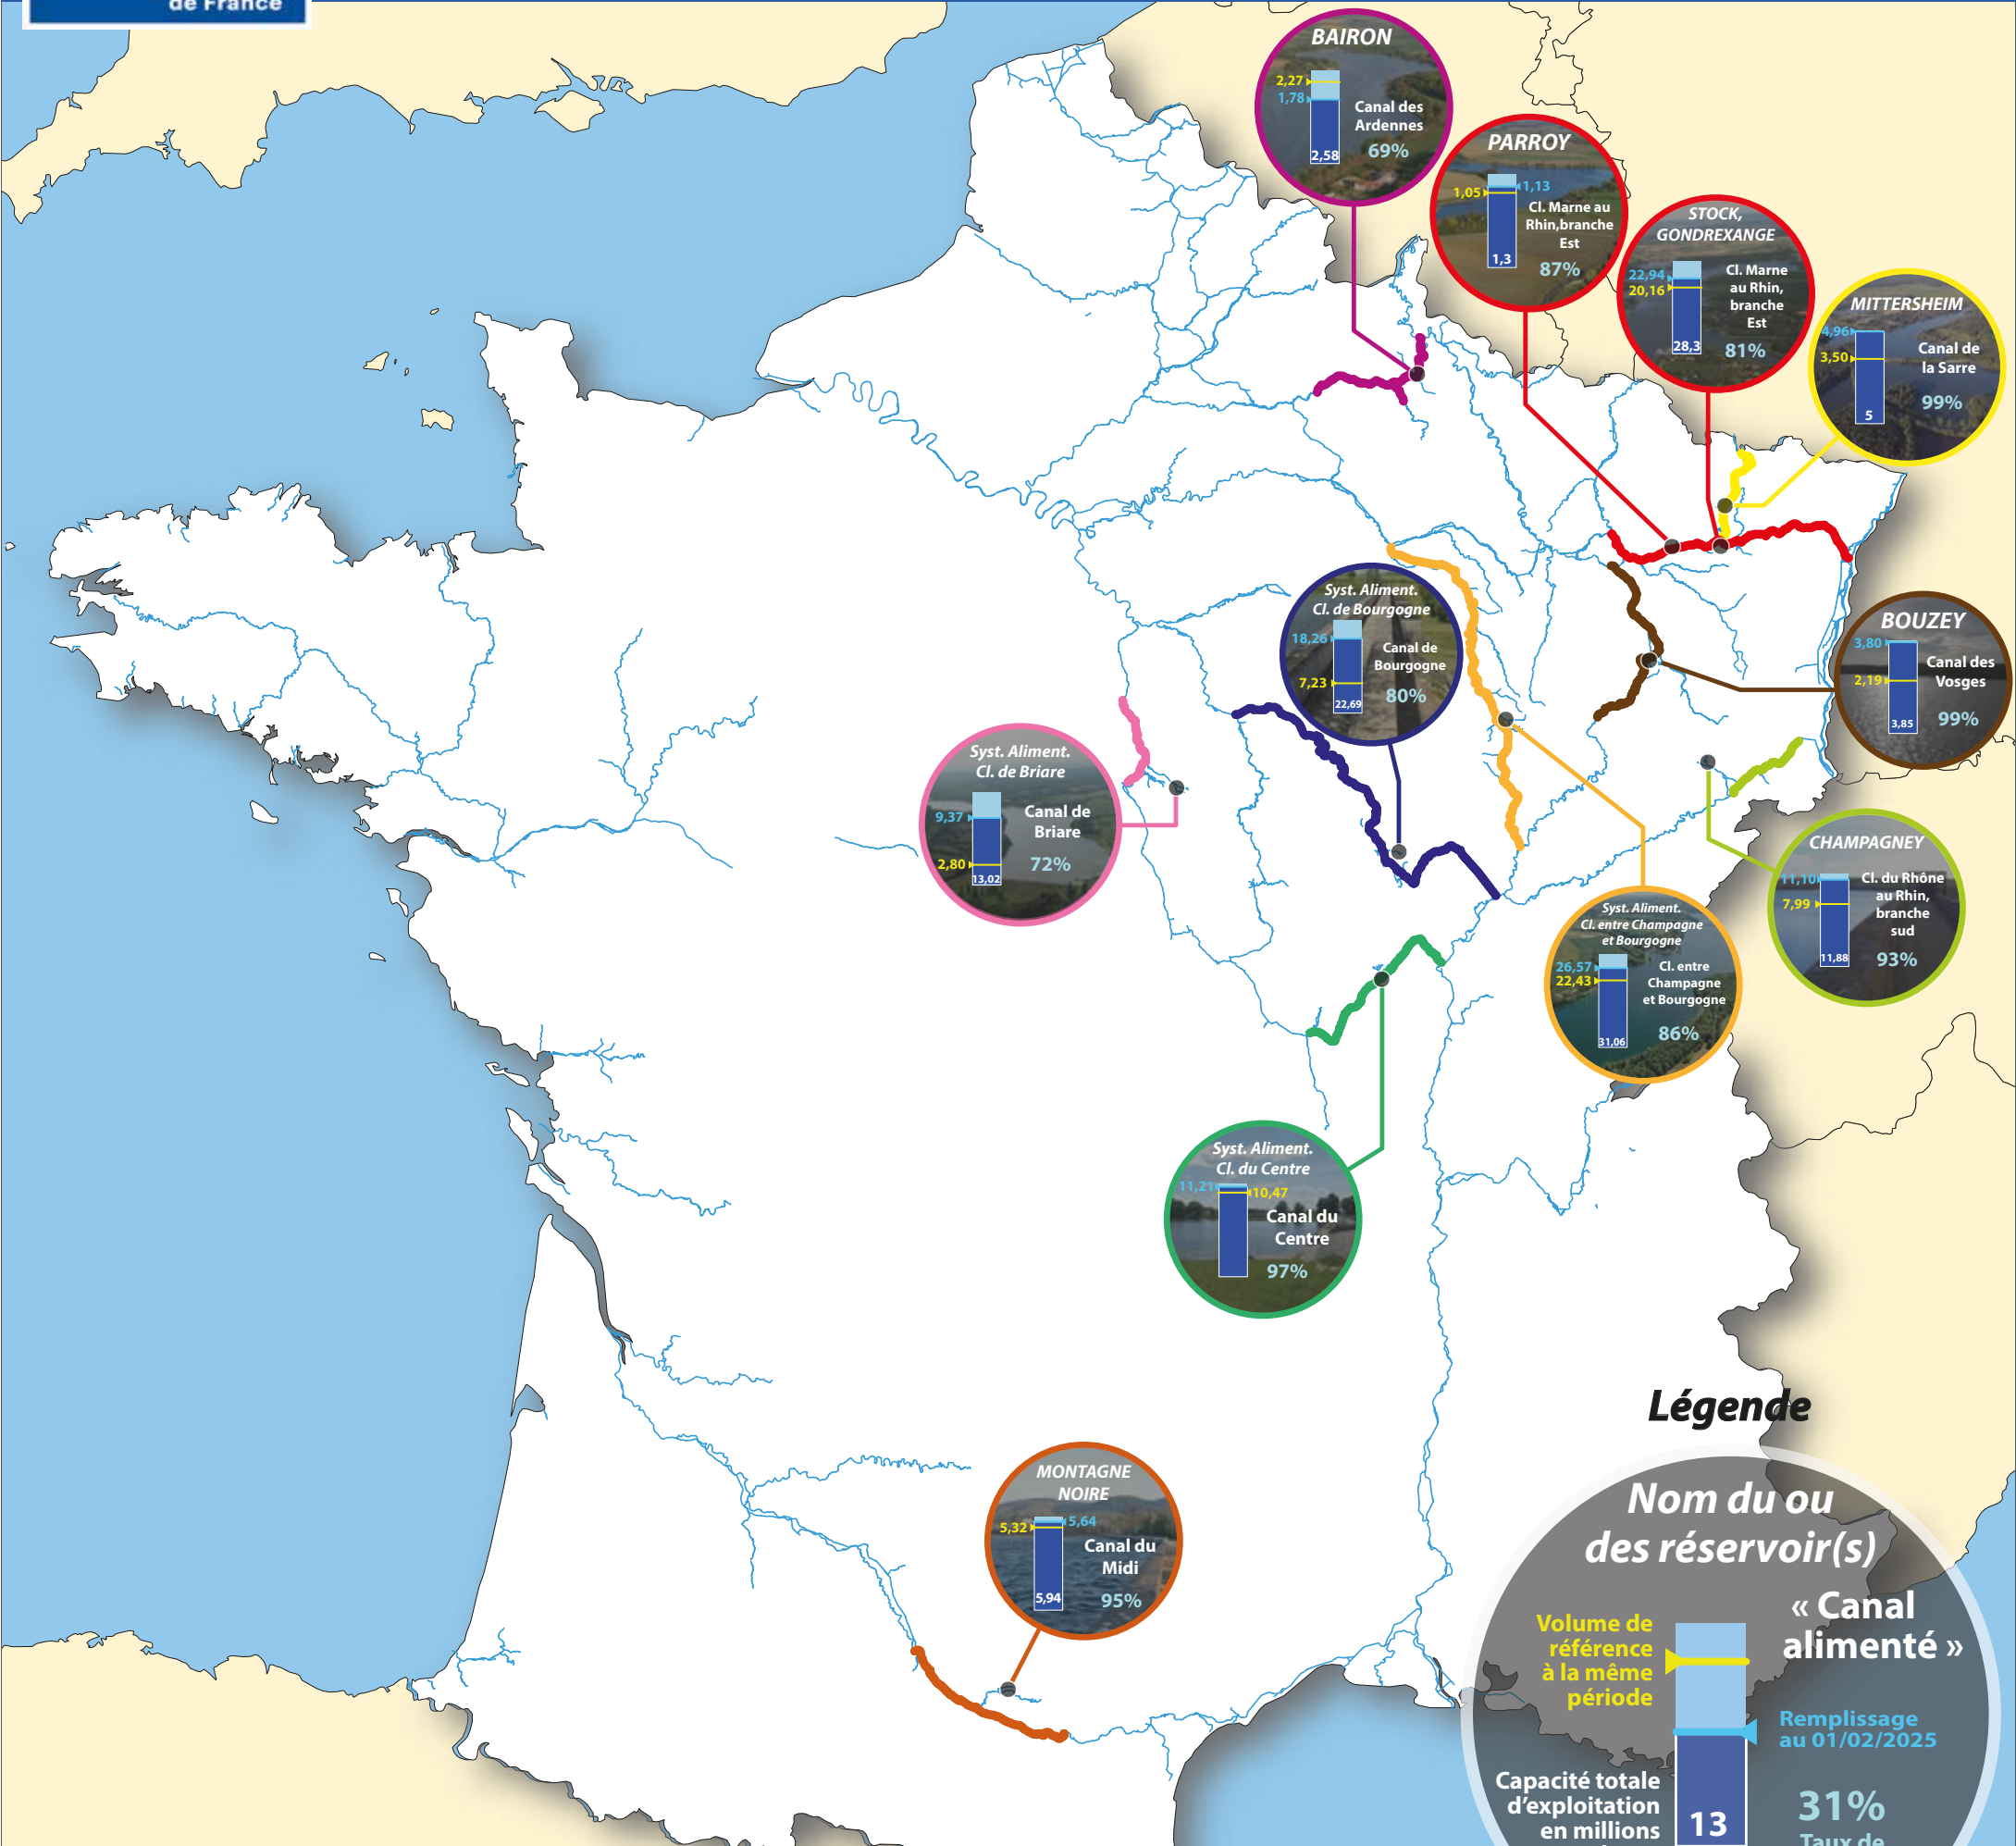 de France
BAIRON
2,27
1,78
2,58
Canal des
Ardennes
69%
PARROY
1,05
1,13
1,3
Cl. Marne au
Rhin,branche
Est
87%
STOCK,
GONDREXANGE
22,94
20,16
28,3
Cl. Marne
au Rhin,
branche
Est
81%
MITTERSHEIM
4,96
3,50
5
Canal de
la Sarre
99%
Syst. Aliment.
Cl. de Bourgogne
18,26
7,23
22,69
Canal de
Bourgogne
80%
BOUZEY
3,80
2,19
3,85
Canal des
Vosges
99%
Syst. Aliment.
Cl. de Briare
9,37
2,80
13,02
Canal de
Briare
72%
CHAMPAGNEY
11,10
7,99
11,88
Cl. du Rhône
au Rhin,
branche
sud
93%
Syst. Aliment.
Cl. entre Champagne
et Bourgogne
26,57
22,43
31,06
Cl. entre
Champagne
et Bourgogne
86%
Syst. Aliment.
Cl. du Centre
11,21
10,47
Canal du
Centre
97%
MONTAGNE
NOIRE
5,32
5,64
5,94
Canal du
Midi
95%
Légende
Nom du ou
des réservoir(s)
« Canal
alimenté »
Volume de
référence
à la même
période
Remplissage
au 01/02/2025
Capacité totale
d'exploitation
en millions
13
31%
Taux de